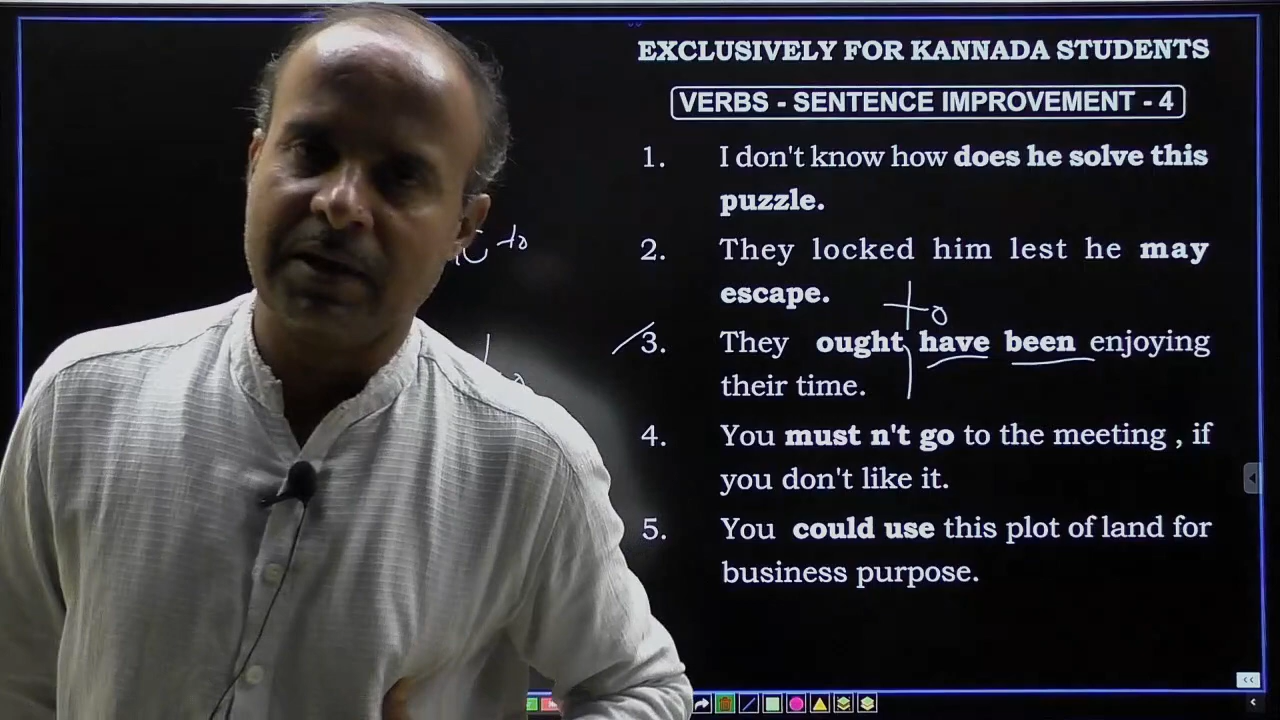 EXCLUSIVELY FOR KANNADA STUDENTS
VERBS - SENTENCE IMPROVEMENT - 4
1. I don't know how does he solve this
puzzle.
to
2. They locked him lest he may
escape.
to
3. They ought have been enjoying
their time.
4. You must n't go to the meeting , if
you don't like it.
5. You could use this plot of land for
business purpose.